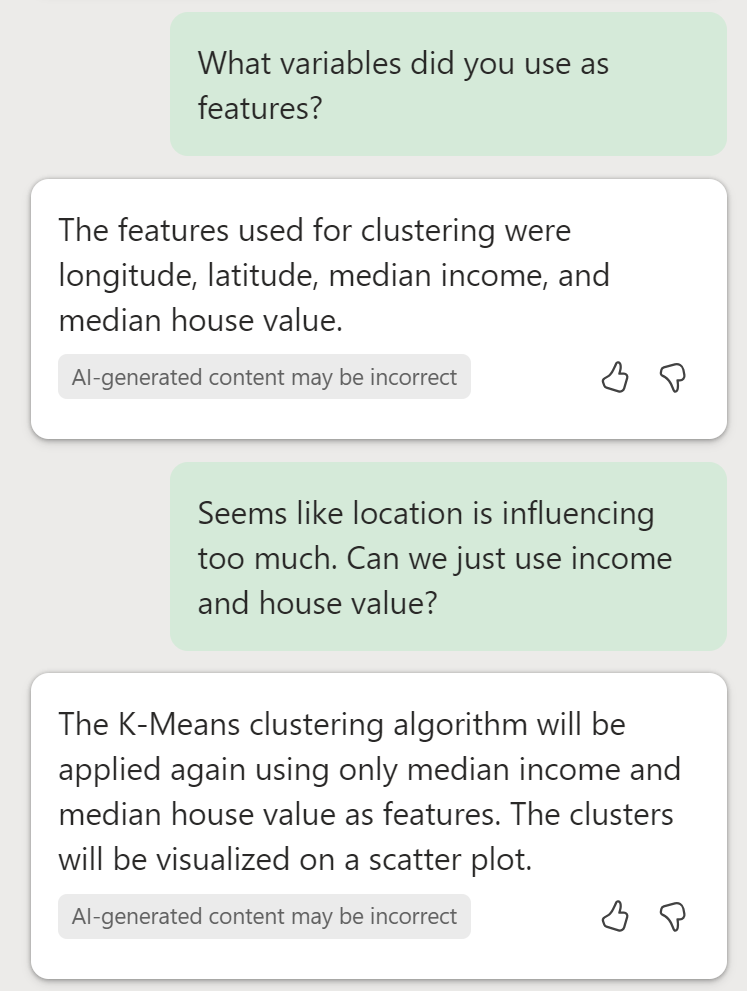 What variables did you use as
features?
The features used for clustering were
longitude, latitude, median income, and
median house value.
AI-generated content may be incorrect
Seems like location is influencing
too much. Can we just use income
and house value?
The K-Means clustering algorithm will be
applied again using only median income and
median house value as features. The clusters
will be visualized on a scatter plot.
AI-generated content may be incorrect